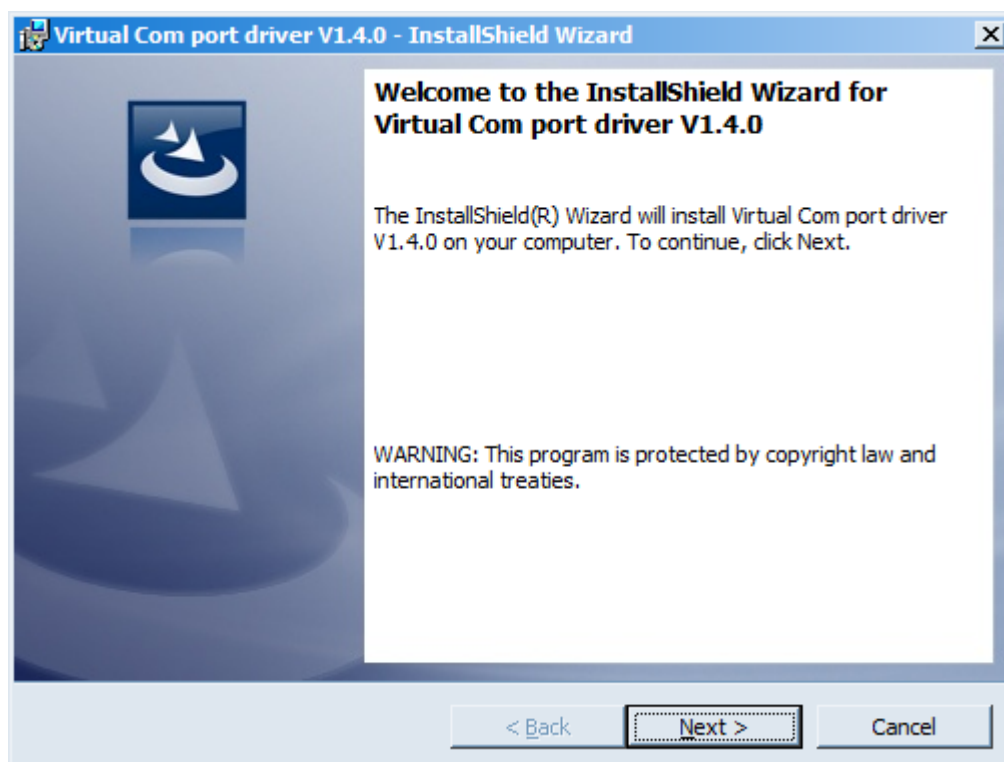 Virtual Com port driver V1.4.0 - InstallShield Wizard
Welcome to the InstallShield Wizard for
Virtual Com port driver V1.4.0
The InstallShield(R) Wizard will install Virtual Com port driver
V1.4.0 on your computer. To continue, click Next.
WARNING: This program is protected by copyright law and
international treaties.
< Back
Next >
Cancel